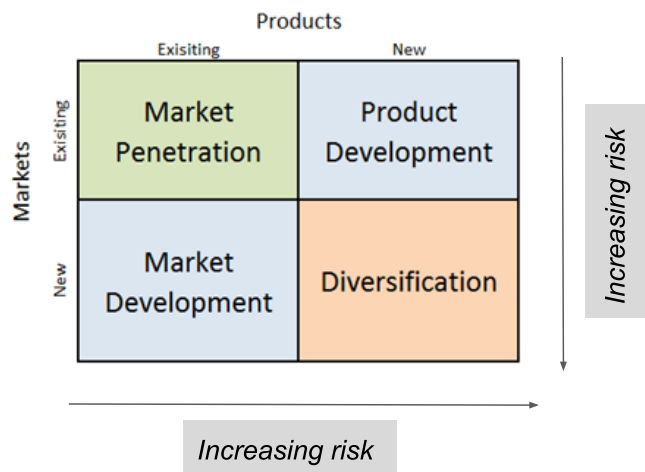 Products
Exisiting
New
Markets
Exisiting
Market
Penetration
Product
Development
New
Market
Development
Diversification
Increasing risk
Increasing risk